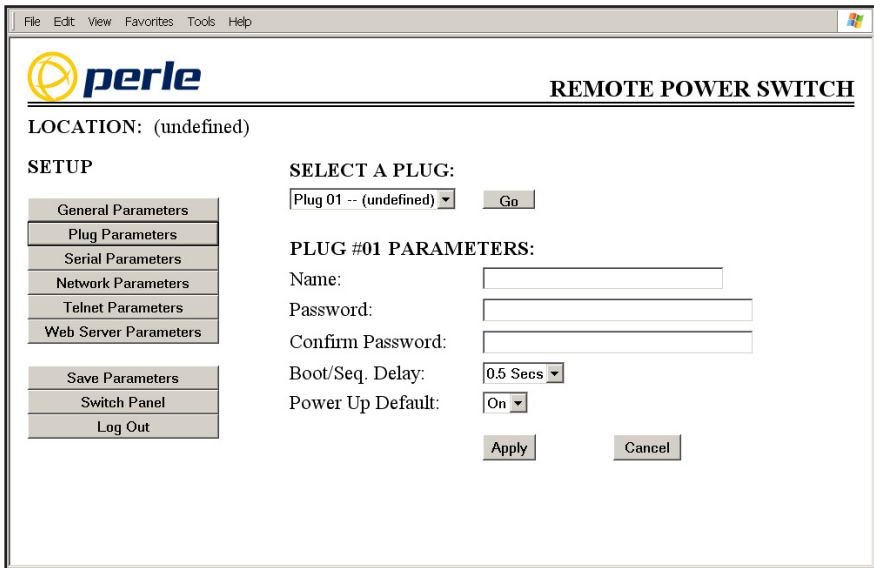 File Edit View Favorites Tools Help
perle
REMOTE POWER SWITCH
LOCATION: (undefined)
SETUP
General Parameters
Plug Parameters
Serial Parameters
Network Parameters
Telnet Parameters
Web Server Parameters
Save Parameters
Switch Panel
Log Out
SELECT A PLUG:
Plug 01 -- (undefined) Go
PLUG #01 PARAMETERS:
Name:
Password:
Confirm Password:
Boot/Seq. Delay: 0.5 Secs
Power Up Default: On
Apply Cancel